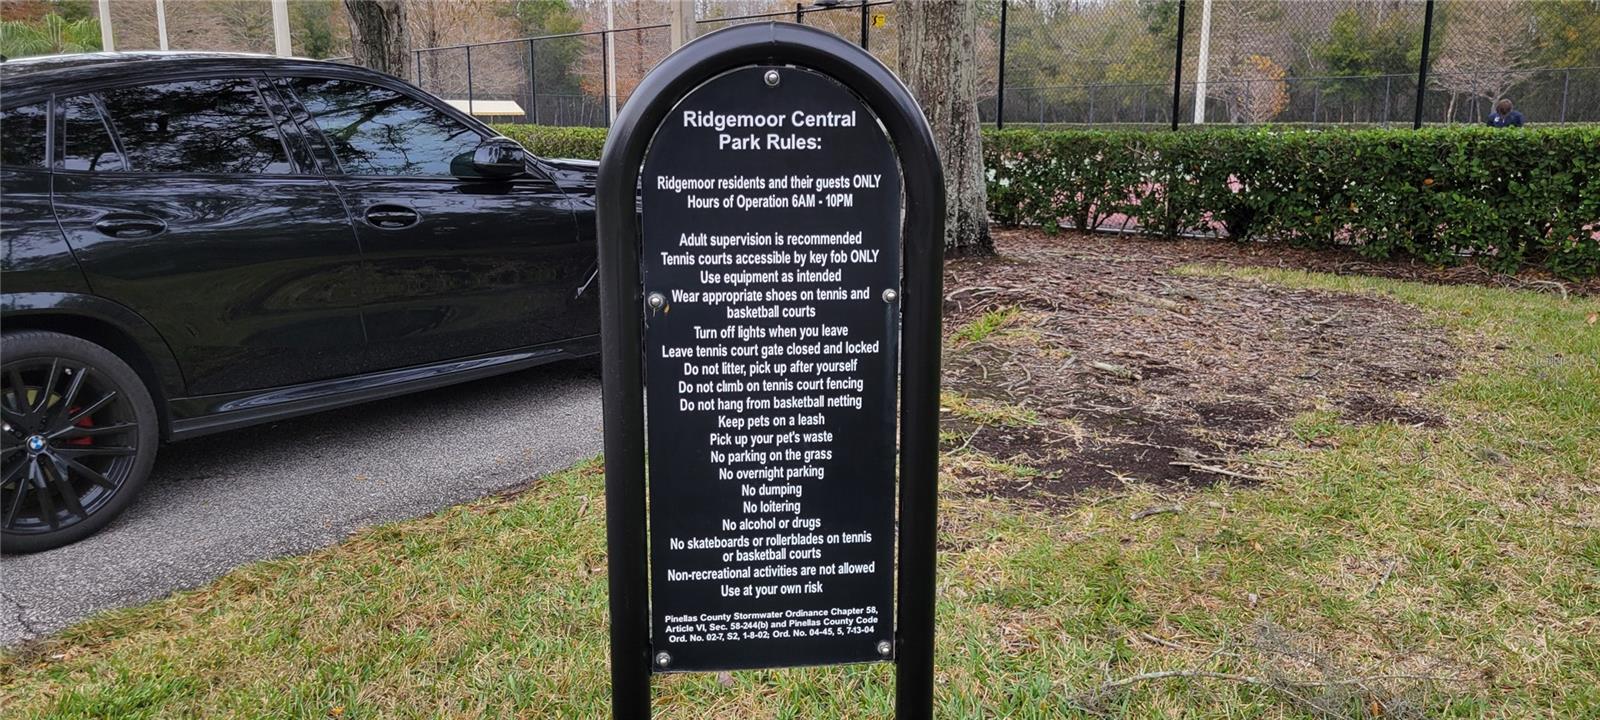 Ridgemoor Central
Park Rules:
Ridgemoor residents and their guests ONLY
Hours of Operation 6AM - 10PM
Adult supervision is recommended
Tennis courts accessible by key fob ONLY
Use equipment as intended
Wear appropriate shoes on tennis and
basketball courts
Turn off lights when you leave
Leave tennis court gate closed and locked
Do not litter, pick up after yourself
Do not climb on tennis court fencing
Do not hang from basketball netting
Keep pets on a leash
Pick up your pet's waste
No parking on the grass
No overnight parking
No dumping
No loitering
No alcohol or drugs
No skateboards or rollerblades on tennis
or basketball courts
Non-recreational activities are not allowed
Use at your own risk
Pinellas County Stormwater Ordinance Chapter 58,
Article VI, Sec. 58-244(b) and Pinellas County Code
Ord. No. 02-7, S2, 1-8-02; Ord. No. 04-45, 5, 7-13-04